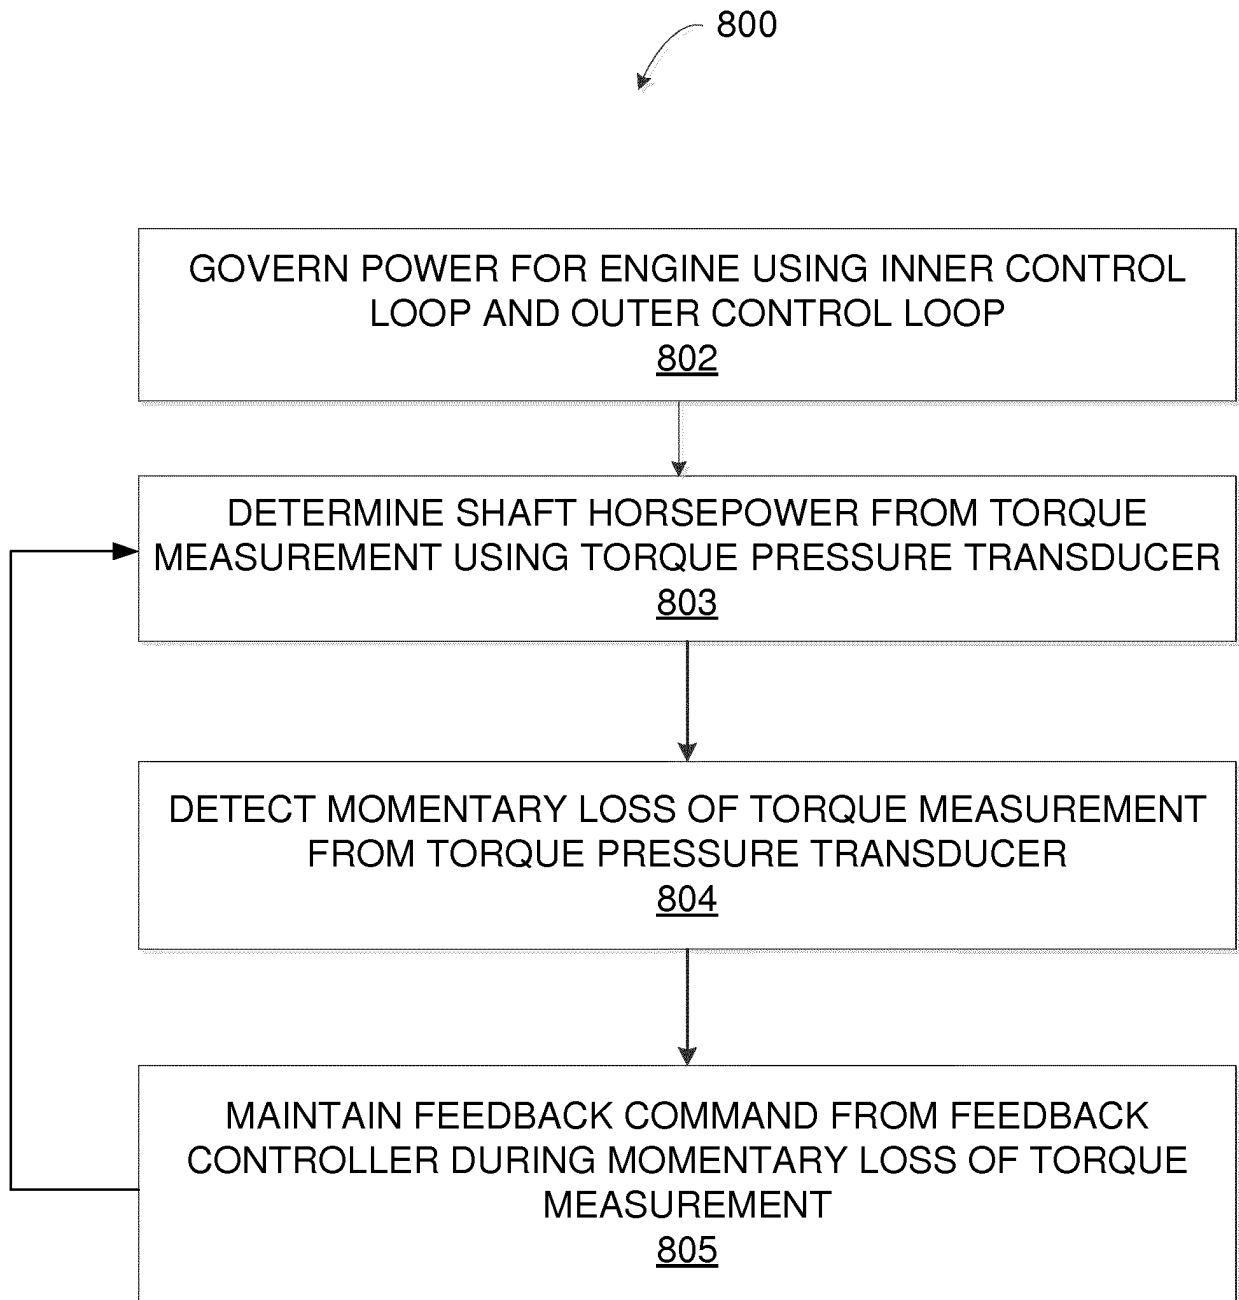 800
GOVERN POWER FOR ENGINE USING INNER CONTROL
LOOP AND OUTER CONTROL LOOP
802
DETERMINE SHAFT HORSEPOWER FROM TORQUE
MEASUREMENT USING TORQUE PRESSURE TRANSDUCER
803
DETECT MOMENTARY LOSS OF TORQUE MEASUREMENT
FROM TORQUE PRESSURE TRANSDUCER
804
MAINTAIN FEEDBACK COMMAND FROM FEEDBACK
CONTROLLER DURING MOMENTARY LOSS OF TORQUE
MEASUREMENT
805